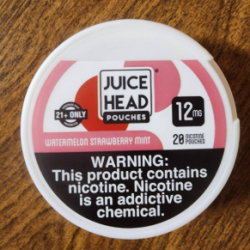 JUICE
HEAD
POUCHES
21+ ONLY
12mg
20 NICOTINE
POUCHES
WATERMELON STRAWBERRY MINT
WARNING:
This product contains
nicotine. Nicotine
is an addictive
chemical.